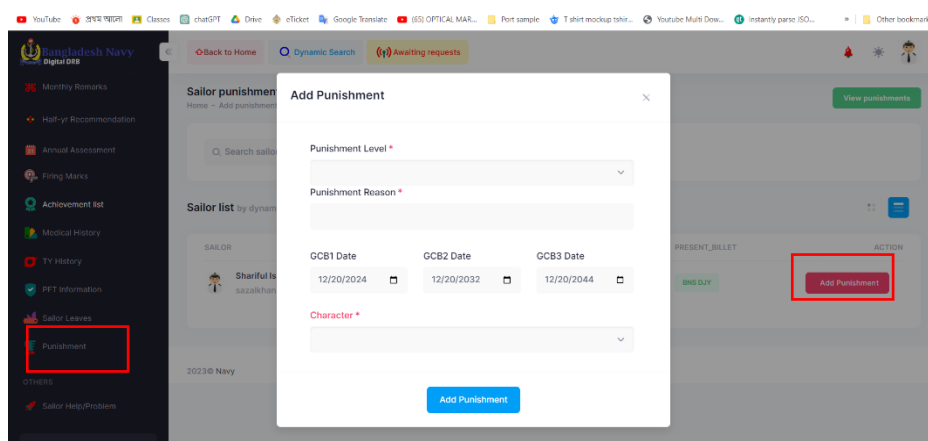 YouTube প্রথম আলো Classes chatGPT Drive eTicket Google Translate (65) OPTICAL MAR... Port sample T shirt mockup tshir... Youtube Multi Dow... Instantly parse JSO... » Other bookmark
Bangladesh Navy
Digital DRB
Back to Home Dynamic Search Awaiting requests
Monthly Remarks
Half-yr Recommendation
Annual Assessment
Firing Marks
Achievement list
Medical History
TY History
PFT Information
Sailor Leaves
Punishment
OTHERS
Sailor Help/Problem
Sailor punishmen
Home - Add punishment
View punishments
Search sailo
Sailor list by dynam
SAILOR PRESENT_BILLET ACTION
Shariful Is
sazalkhan
BNS DJY Add Punishment
2023© Navy
Add Punishment
Punishment Level *
Punishment Reason *
GCB1 Date GCB2 Date GCB3 Date
12/20/2024 12/20/2032 12/20/2044
Character *
Add Punishment